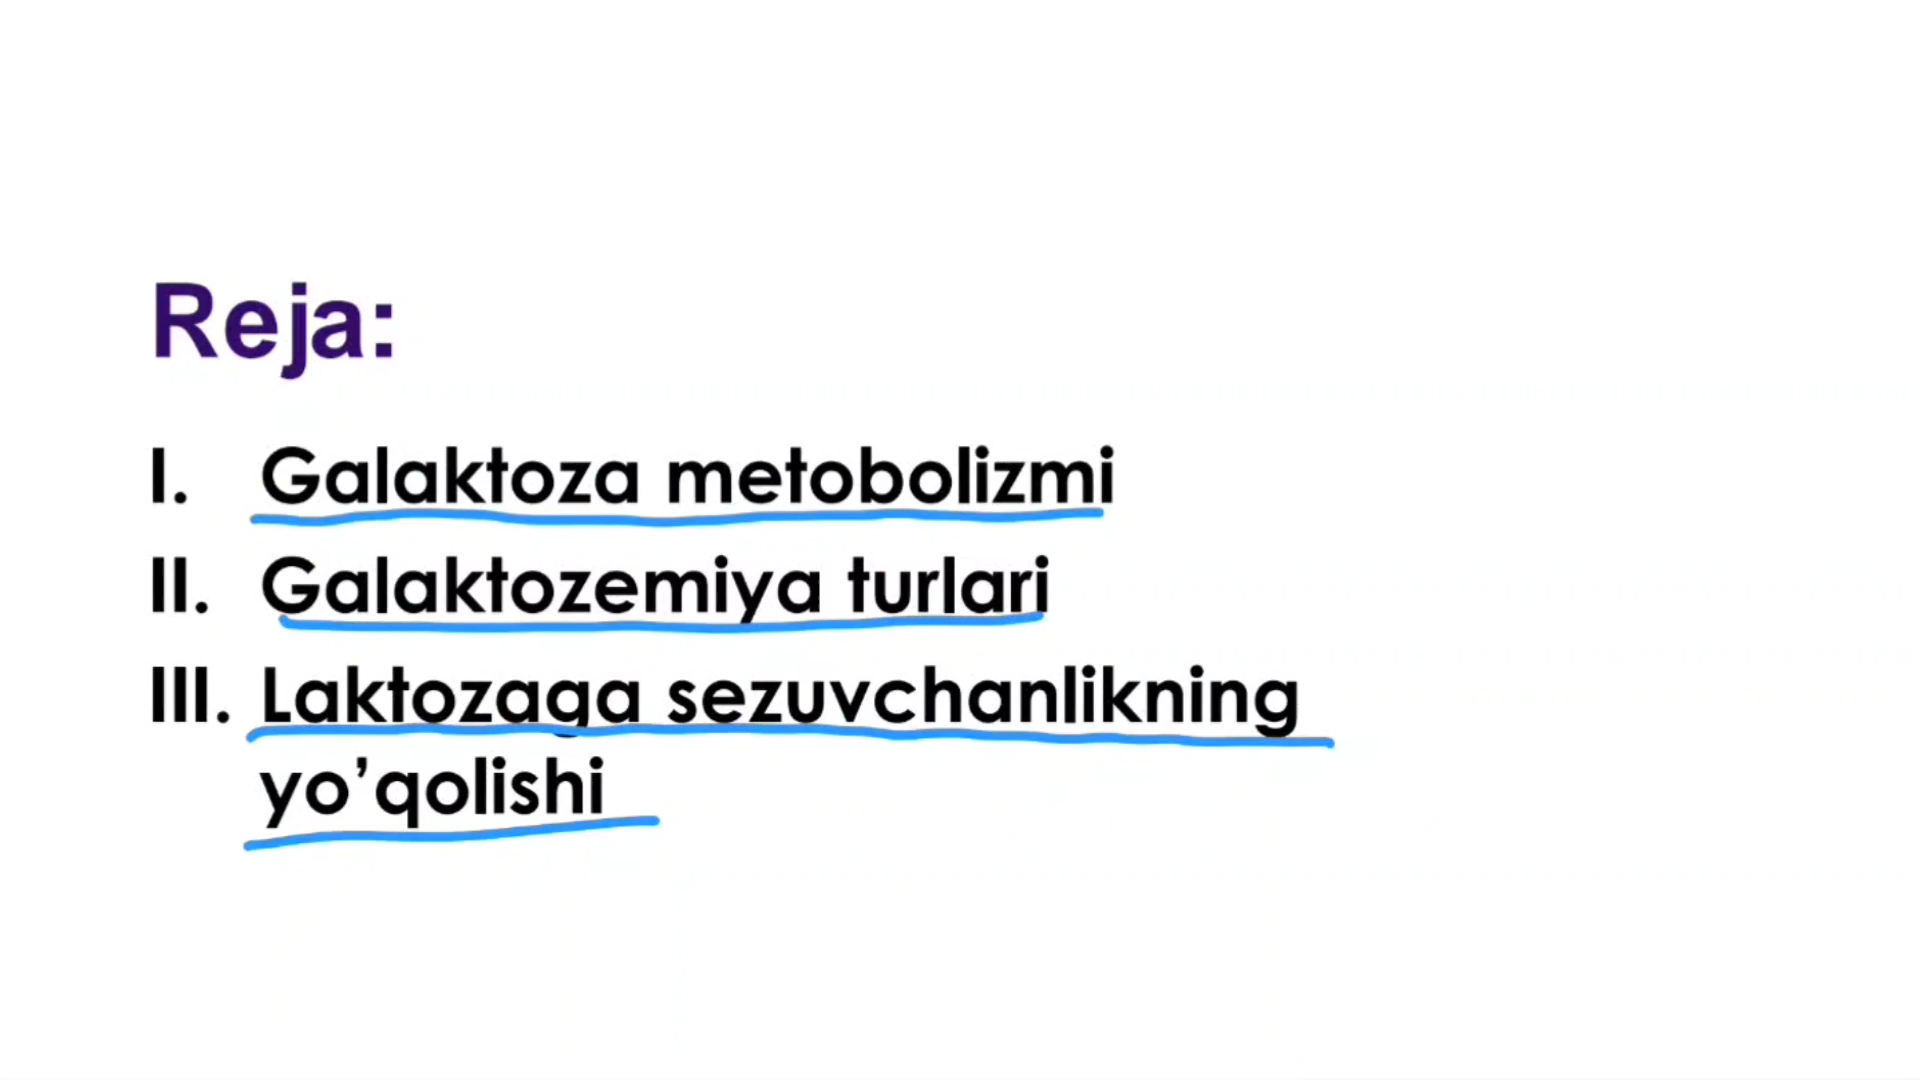 Reja:
I. Galaktoza metobolizmi
II. Galaktozemiya turlari
III. Laktozaga sezuvchanlikning
yo’qolishi